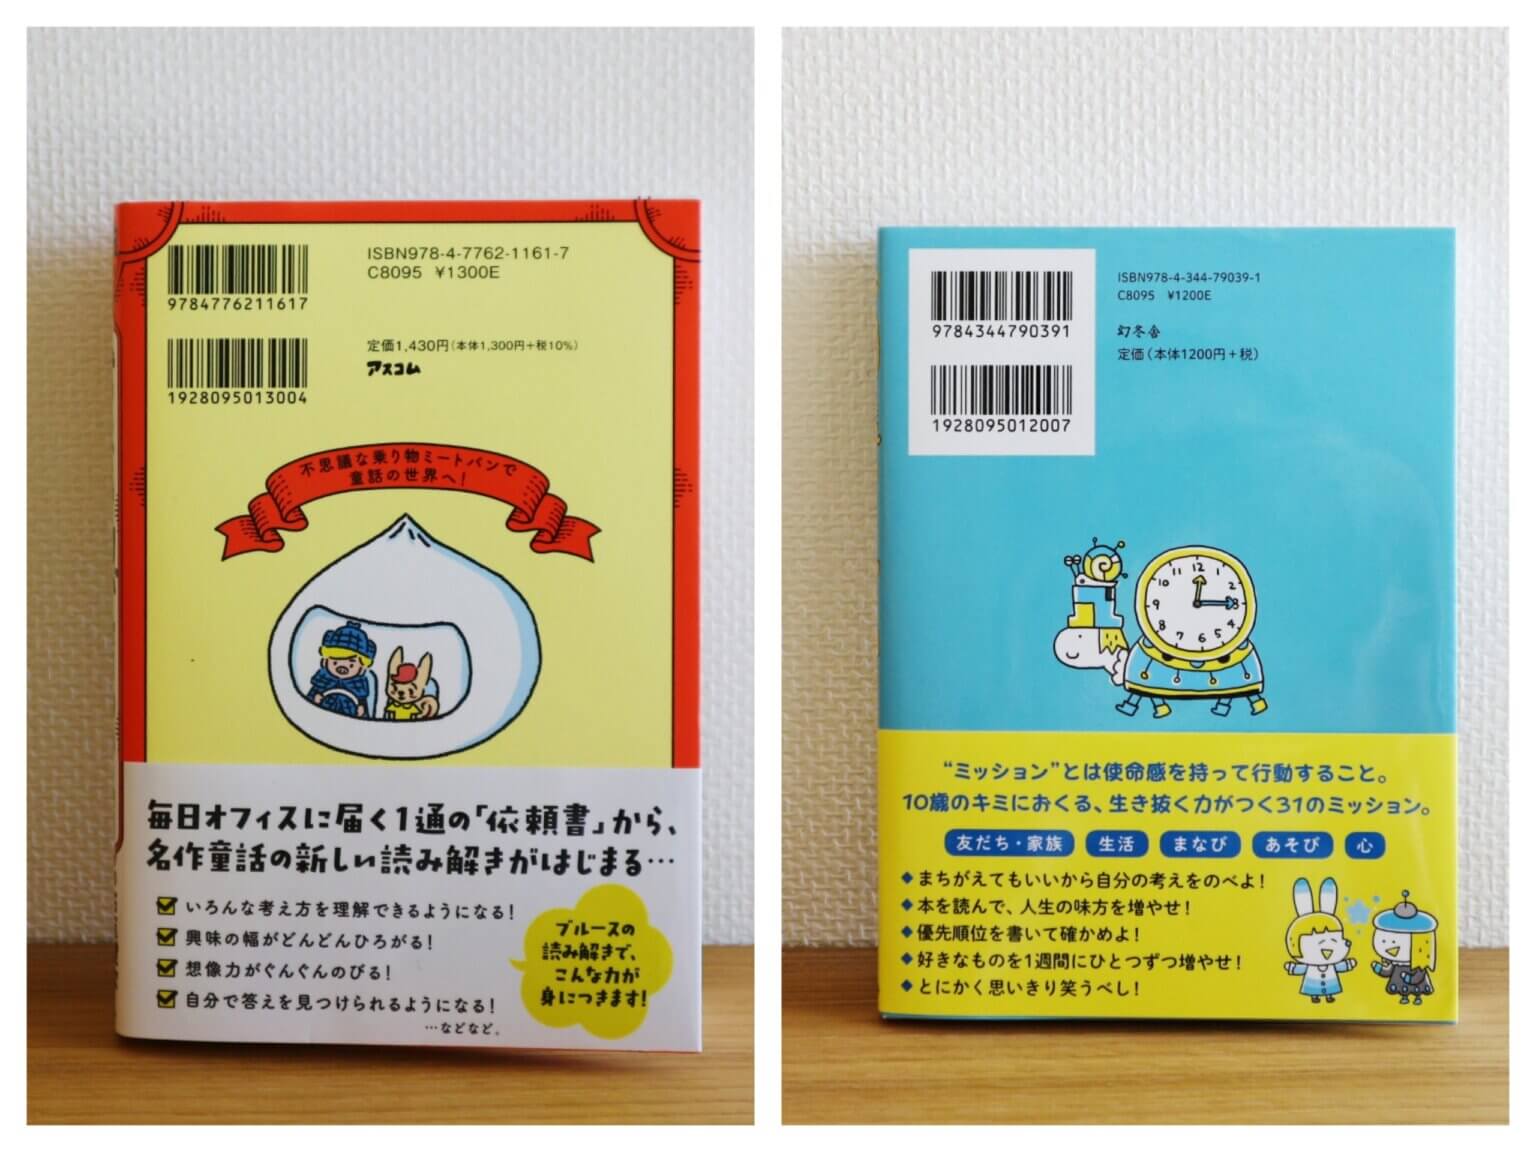 ISBN978-4-7762-1161-7
C8095 ¥1300E
9784776211617
定価1,430円(本体1,300円+税10%)
アスコム
1928095013004
不思議な乗り物ミートパンで
童話の世界へ!
毎日オフィスに届く1通の「依頼書」から、
名作童話の新しい読み解きがはじまる…
いろんな考え方を理解できるようになる!
興味の幅がどんどんひろがる!
想像力がぐんぐんのびる!
自分で答えを見つけられるようになる!
…などなど。
ブルースの
読み解きで、
こんな力が
身につきます!
ISBN978-4-344-79039-1
C8095 ¥1200E
9784344790391
幻冬舎
定価(本体1200円+税)
1928095012007
12
1
2
3
4
5
6
7
8
9
10
11
“ミッション”とは使命感を持って行動すること。
10歳のキミにおくる、生き抜く力がつく31のミッション。
友だち・家族 生活 まなび あそび 心
◆まちがえてもいいから自分の考えをのべよ!
◆本を読んで、人生の味方を増やせ!
◆優先順位を書いて確かめよ!
◆好きなものを1週間にひとつずつ増やせ!
◆とにかく思いきり笑うべし!